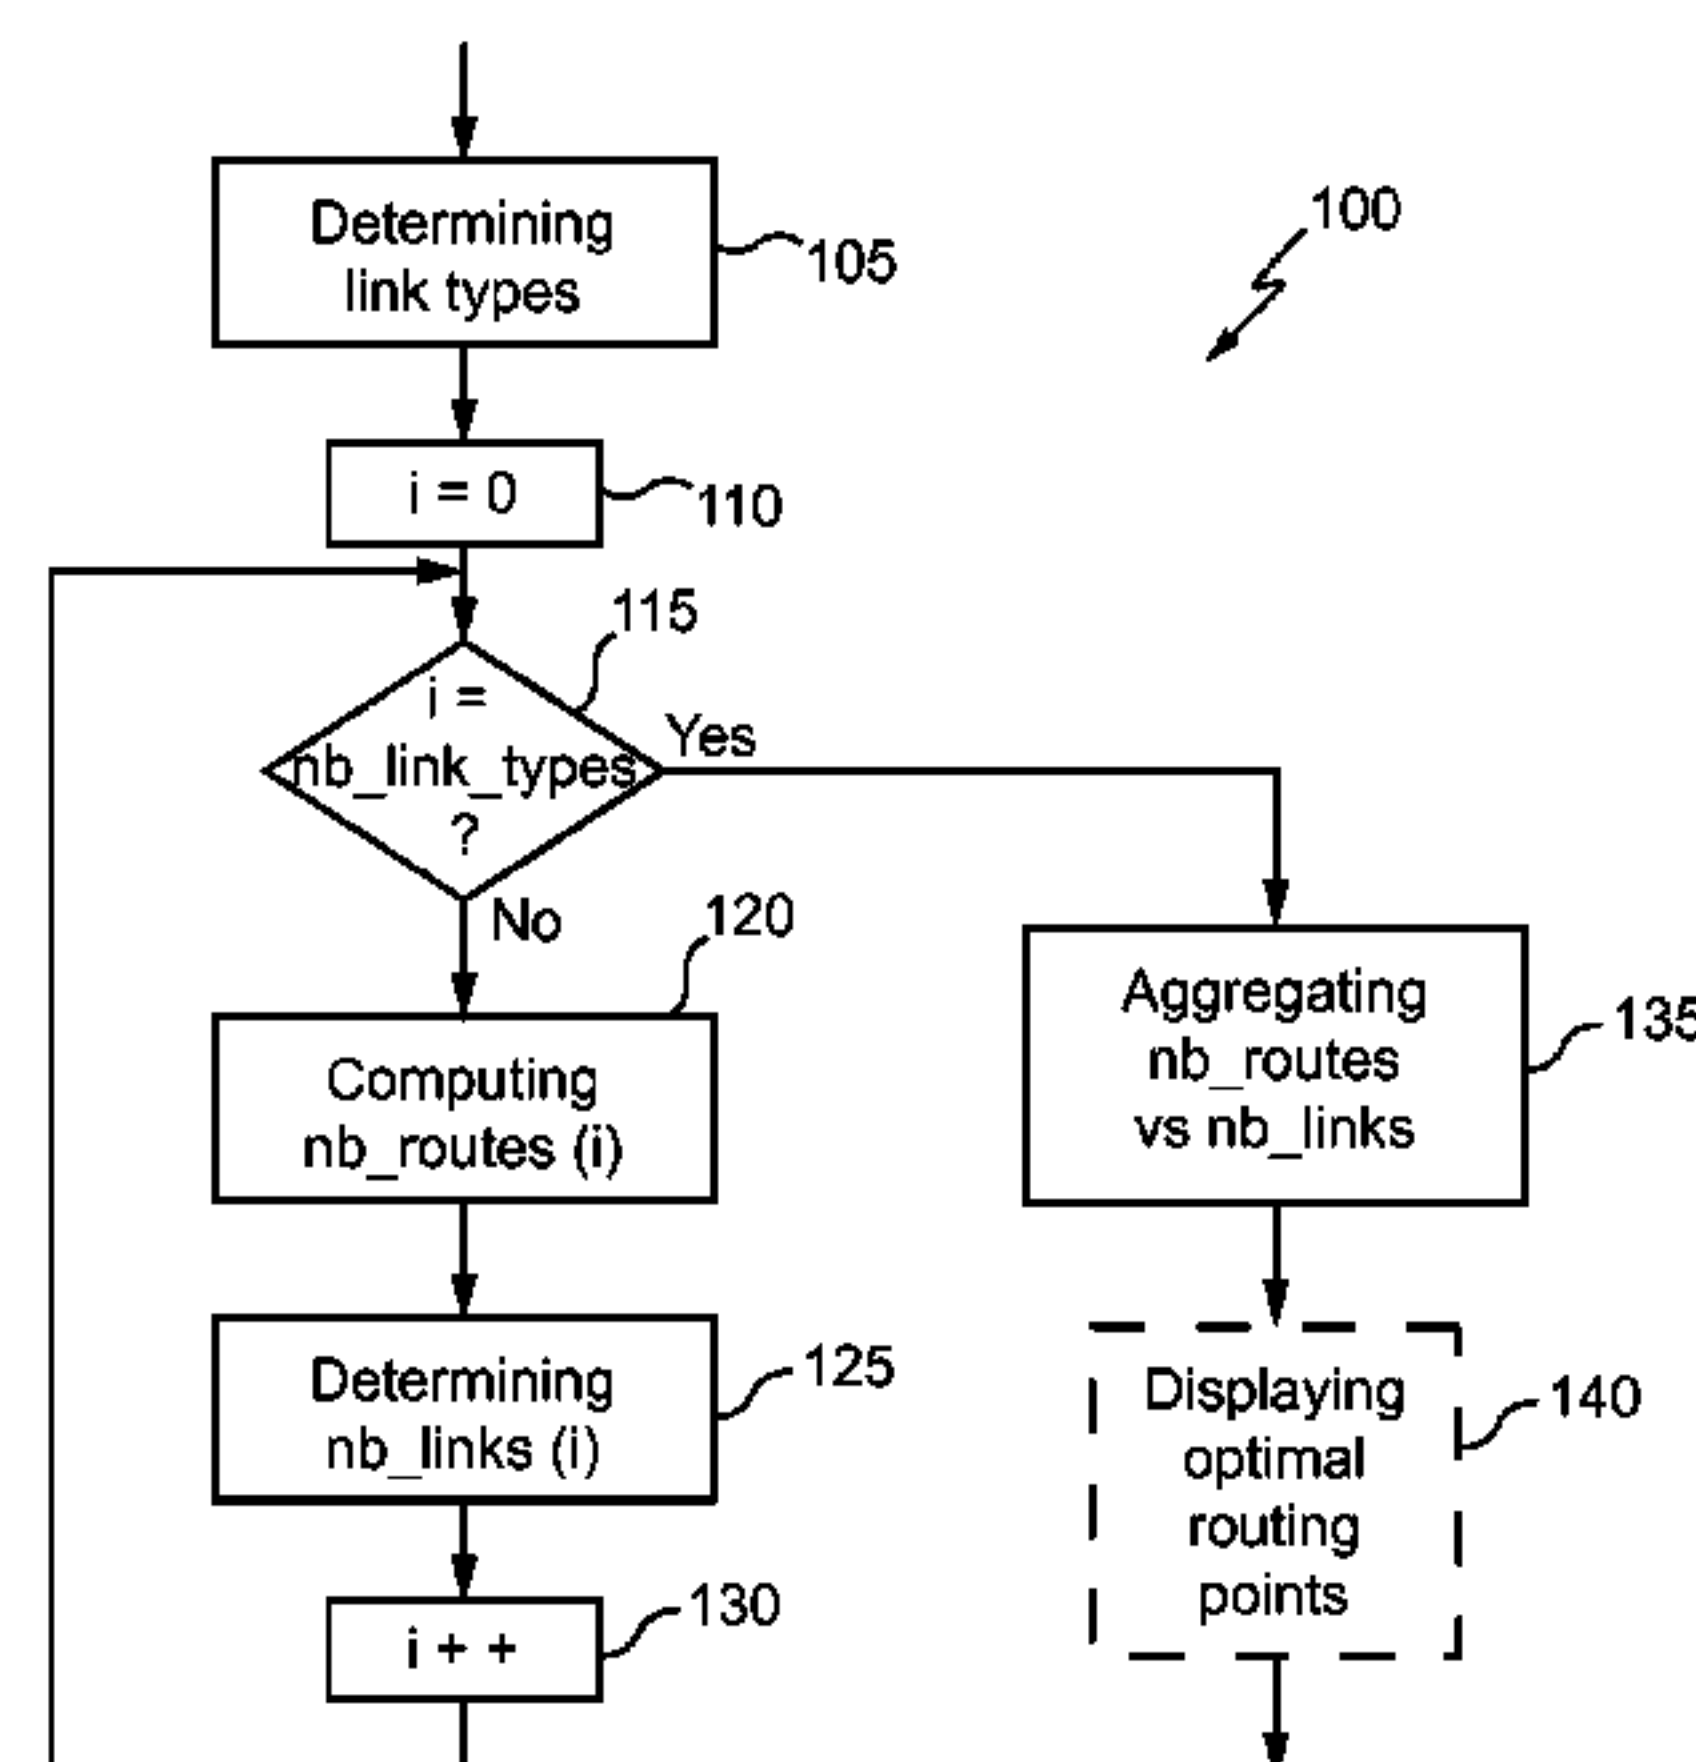 Determining
link types
105
100
i = 0
110
115
i =
nb_link_types
?
Yes
No
120
Computing
nb_routes (i)
Aggregating
nb_routes
vs nb_links
135
Determining
nb_links (i)
125
Displaying
optimal
routing
points
140
i + +
130